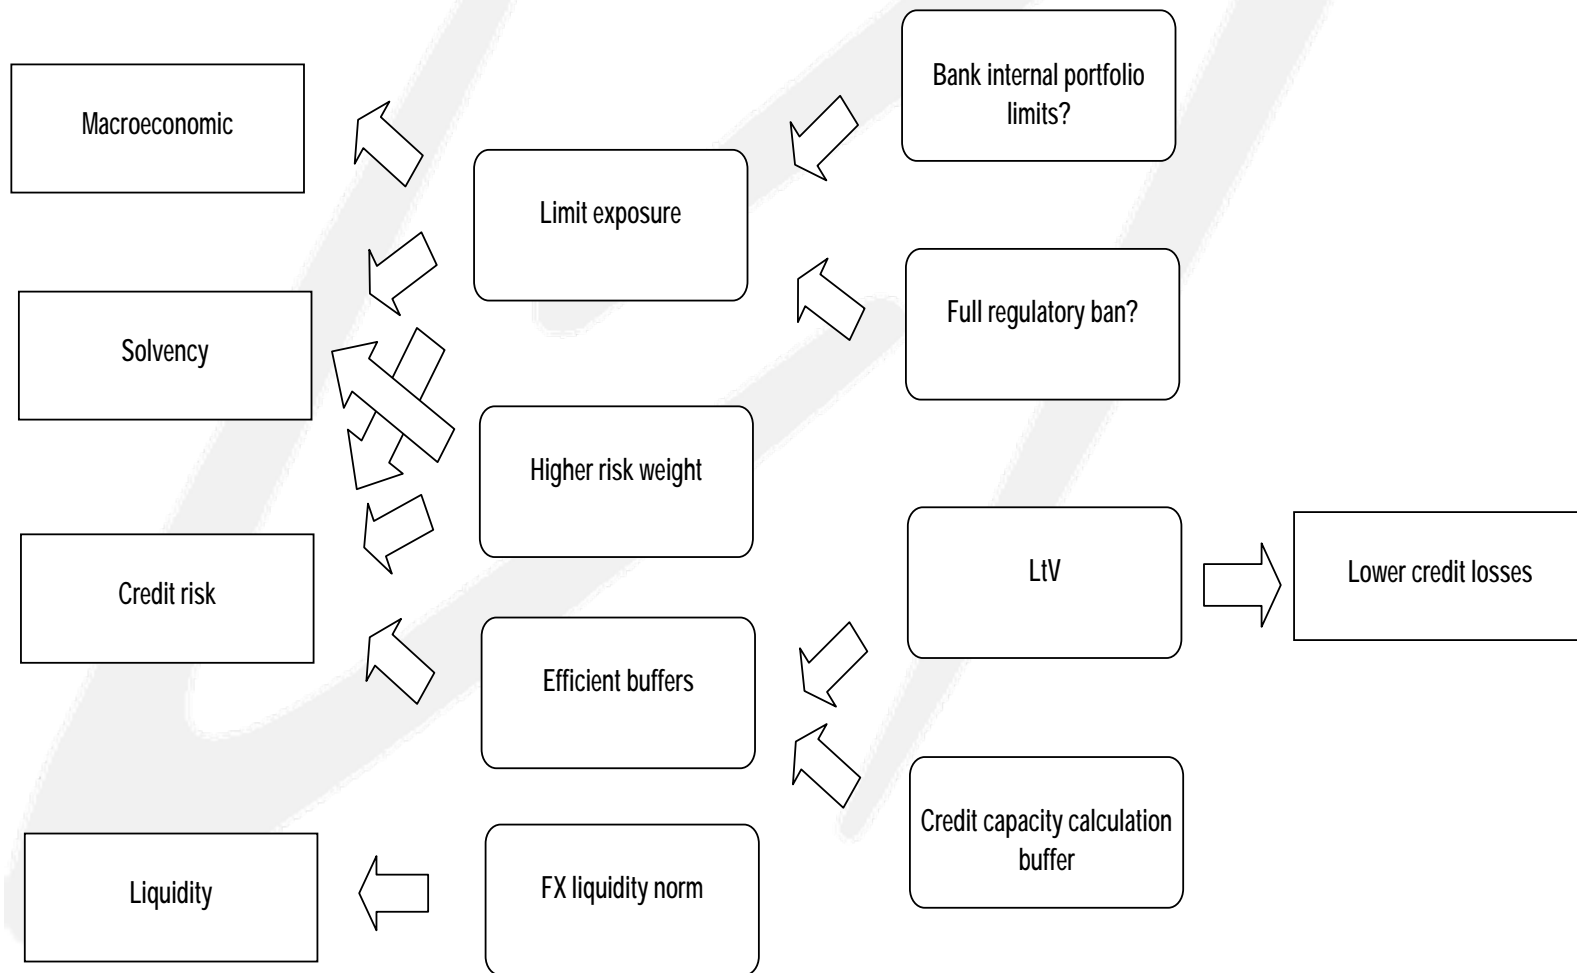 Bank internal portfolio
limits?
Macroeconomic
Limit exposure
Full regulatory ban?
Solvency
Higher risk weight
LtV
Lower credit losses
Credit risk
Efficient buffers
Credit capacity calculation
buffer
Liquidity
FX liquidity norm